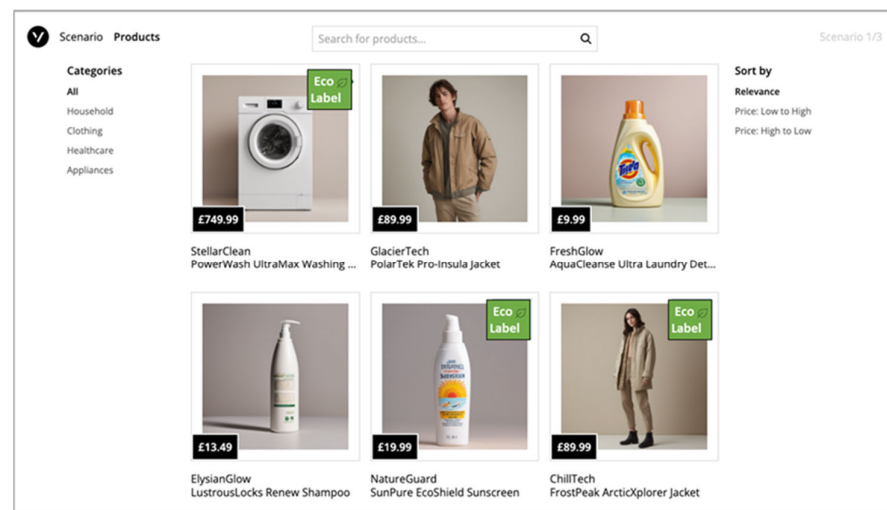 Scenario Products
Search for products...
Scenario 1/3
Categories
All
Household
Clothing
Healthcare
Appliances
Eco
Label
£749.99
StellarClean
PowerWash UltraMax Washing ...
£89.99
GlacierTech
PolarTek Pro-Insula Jacket
£9.99
FreshGlow
AquaCleanse Ultra Laundry Det...
Sort by
Relevance
Price: Low to High
Price: High to Low
£13.49
ElysianGlow
LustrousLocks Renew Shampoo
Eco
Label
£19.99
NatureGuard
SunPure EcoShield Sunscreen
Eco
Label
£89.99
ChillTech
FrostPeak ArcticXplorer Jacket